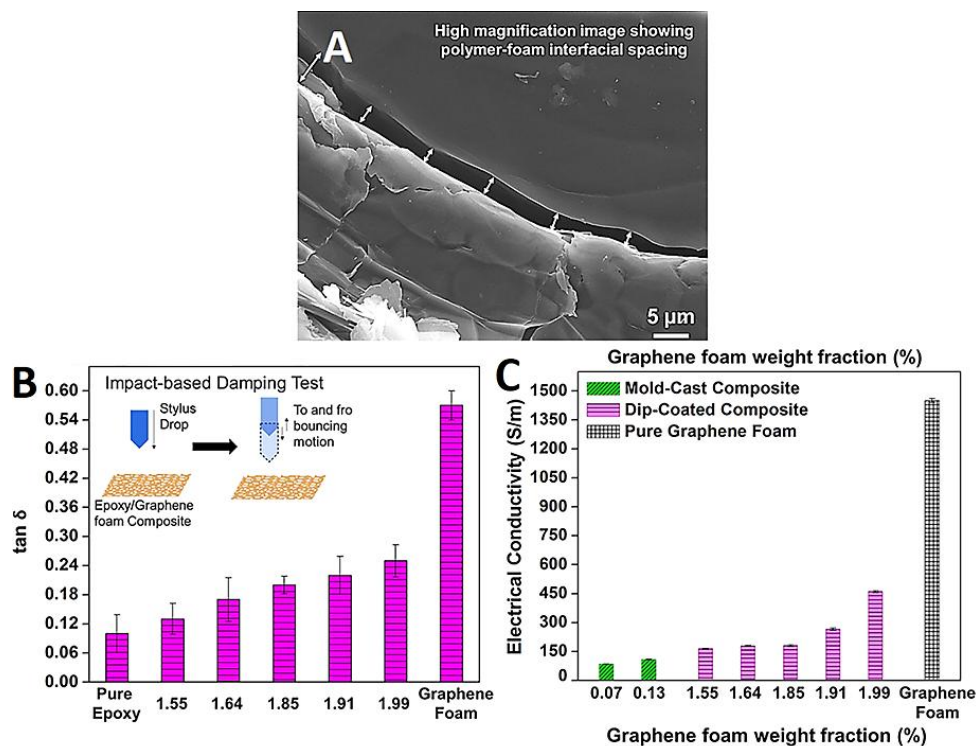 A
High magnification image showing
polymer-foam interfacial spacing
5 µm
B
Impact-based Damping Test
Stylus
Drop
To and fro
bouncing
motion
Epoxy/Graphene
foam Composite
tan δ
0.60
0.54
0.48
0.42
0.36
0.30
0.24
0.18
0.12
0.06
0.00
Pure
Epoxy
1.55
1.64
1.85
1.91
1.99
Graphene
Foam
Graphene foam weight fraction (%)
C
Mold-Cast Composite
Dip-Coated Composite
Pure Graphene Foam
Electrical Conductivity (S/m)
1500
1350
1200
1050
900
750
600
450
300
150
0
0.07
0.13
1.55
1.64
1.85
1.91
1.99
Graphene
Foam
Graphene foam weight fraction (%)